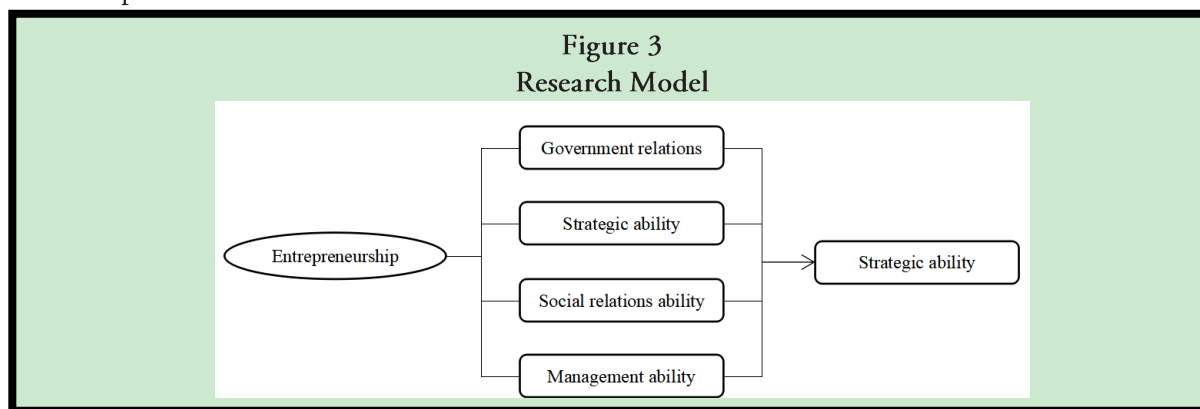 Figure 3
Research Model
Government relations
Strategic ability
Entrepreneurship
Strategic ability
Social relations ability
Management ability